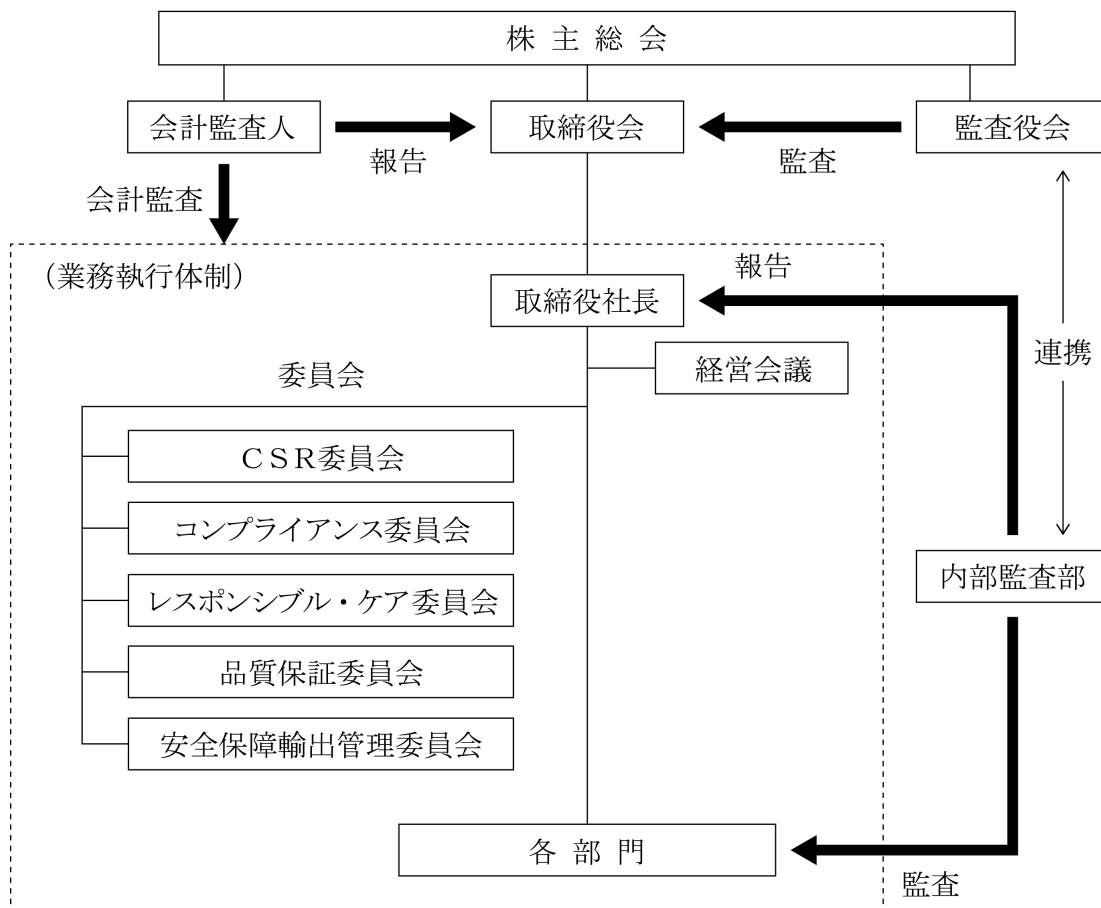 株主総会
会計監査人
取締役会
監査役会
報告
監査
会計監査
（業務執行体制）
報告
取締役社長
連携
経営会議
委員会
ＣＳＲ委員会
コンプライアンス委員会
内部監査部
レスポンシブル・ケア委員会
品質保証委員会
安全保障輸出管理委員会
各部門
監査